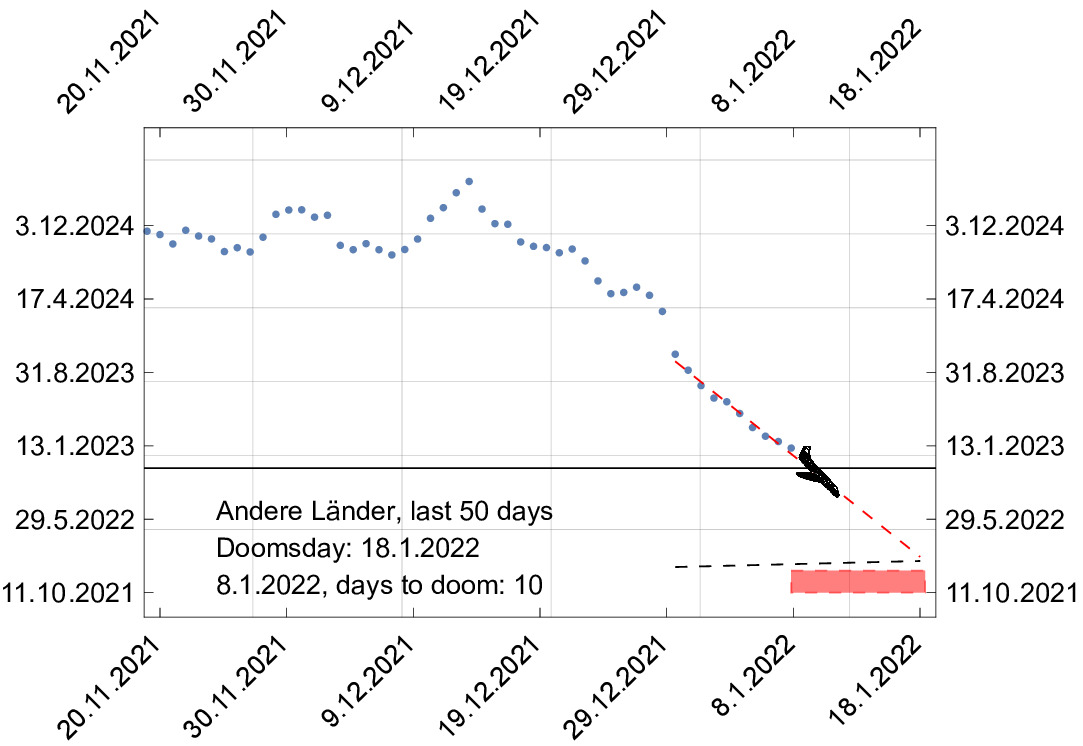 20.11.2021 30.11.2021 9.12.2021 19.12.2021 29.12.2021 8.1.2022 18.1.2022
3.12.2024 3.12.2024
17.4.2024 17.4.2024
31.8.2023 31.8.2023
13.1.2023 13.1.2023
Andere Länder, last 50 days
29.5.2022 29.5.2022
Doomsday: 18.1.2022
8.1.2022, days to doom: 10
11.10.2021 11.10.2021
20.11.2021 30.11.2021 9.12.2021 19.12.2021 29.12.2021 8.1.2022 18.1.2022